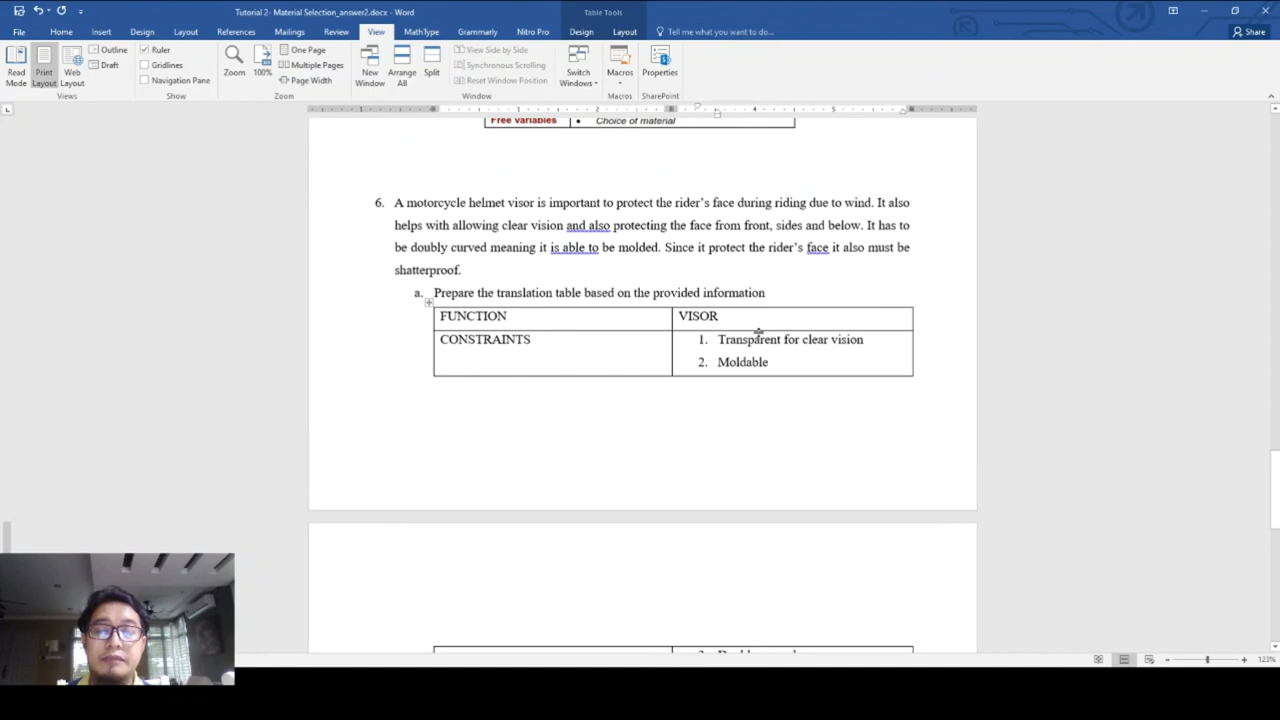 Tutorial 2- Material Selection_answer2.docx - Word
Table Tools
File Home Insert Design Layout References Mailings Review View MathType Grammarly Nitro Pro Design Layout Tell me what you want to do... Share
Read Mode
Print Layout
Web Layout
Outline
Draft
Views
Ruler
Gridlines
Navigation Pane
Show
Zoom
100%
One Page
Multiple Pages
Page Width
Zoom
New Window
Arrange All
Split
View Side by Side
Synchronous Scrolling
Reset Window Position
Window
Switch Windows
Macros
Macros
Properties
SharePoint
Free variables • Choice of material
6. A motorcycle helmet visor is important to protect the rider's face during riding due to wind. It also
helps with allowing clear vision and also protecting the face from front, sides and below. It has to
be doubly curved meaning it is able to be molded. Since it protect the rider's face it also must be
shatterproof.
a. Prepare the translation table based on the provided information
FUNCTION VISOR
CONSTRAINTS 1. Transparent for clear vision
2. Moldable
123%